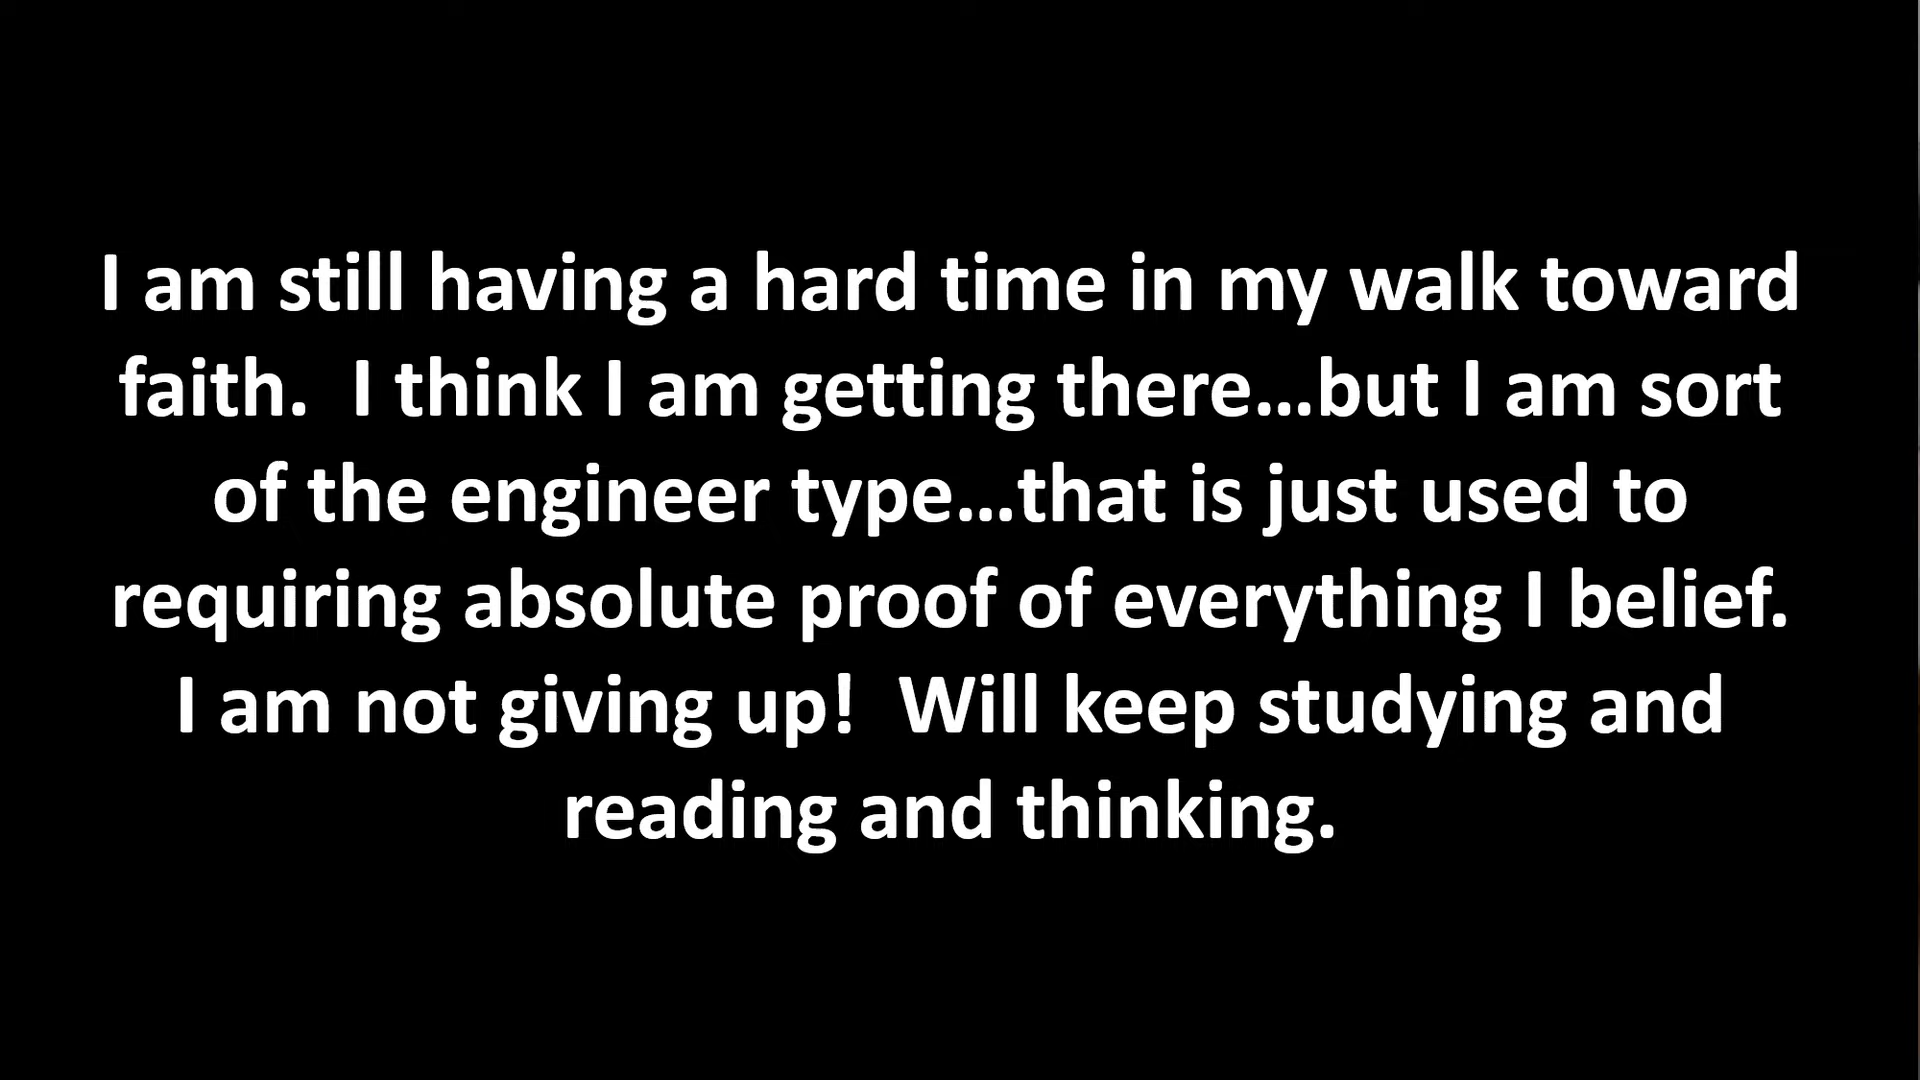 I am still having a hard time in my walk toward
faith.  I think I am getting there...but I am sort
of the engineer type...that is just used to
requiring absolute proof of everything I belief.
I am not giving up!  Will keep studying and
reading and thinking.